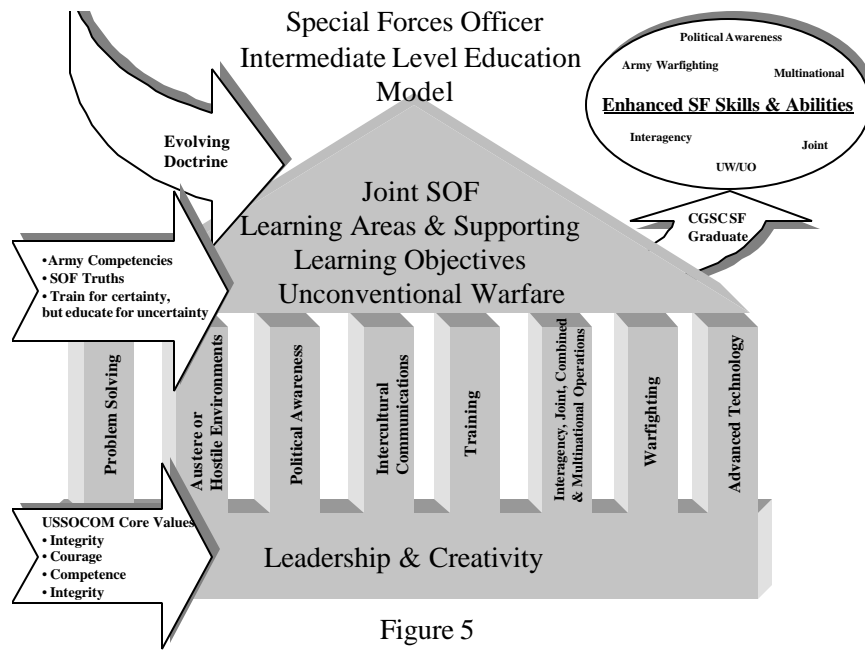 Special Forces Officer
Intermediate Level Education
Model
Political Awareness
Army Warfighting
Multinational
Enhanced SF Skills & Abilities
Interagency
Joint
UW/UO
CGSC SF
Graduate
Evolving
Doctrine
Joint SOF
Learning Areas & Supporting
Learning Objectives
Unconventional Warfare
•Army Competencies
• SOF Truths
• Train for certainty,
but educate for uncertainty
Problem Solving
Austere or
Hostile Environments
Political Awareness
Intercultural
Communications
Training
Interagency, Joint, Combined
& Multinational Operations
Warfighting
Advanced Technology
USSOCOM Core Values
• Integrity
• Courage
• Competence
• Integrity
Leadership & Creativity
Figure 5